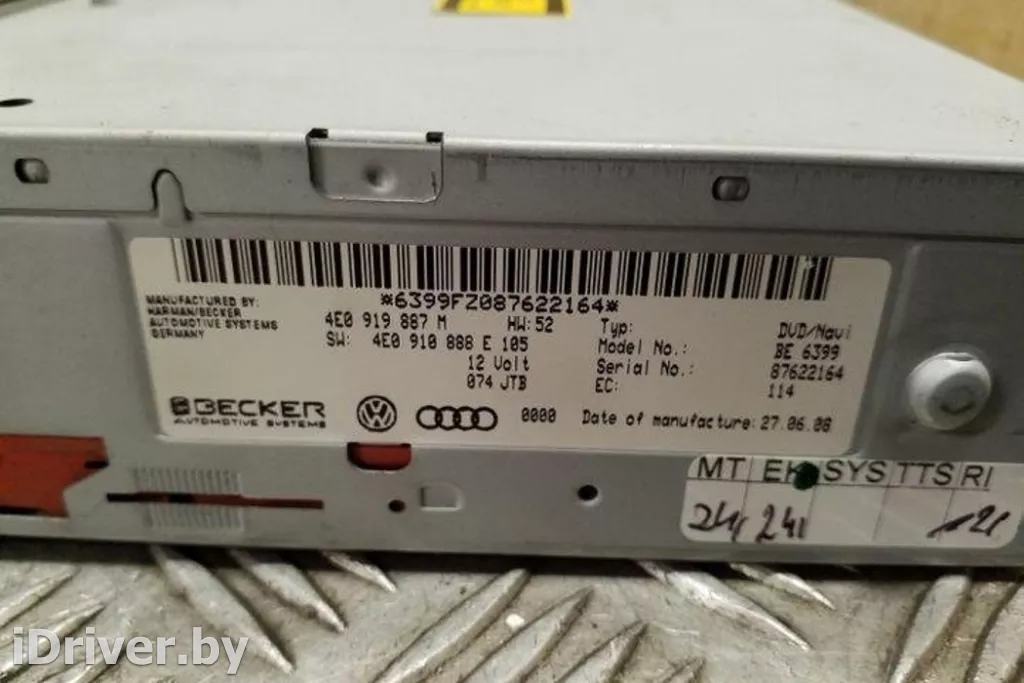 *6399FZ087622164*
MANUFACTURED BY:
HARMAN/BECKER
AUTOMOTIVE SYSTEMS
GERMANY
4E0 919 887 M HW:52
SW: 4E0 910 888 E 105
12 Volt
074 JTB
Typ: DVD/Navi
Model No.: BE 6399
Serial No.: 87622164
EC: 114
BECKER
AUTOMOTIVE SYSTEMS
0000 Date of manufacture: 27.06.08
MT EK SYS TTS RI
24 24
iDriver.by